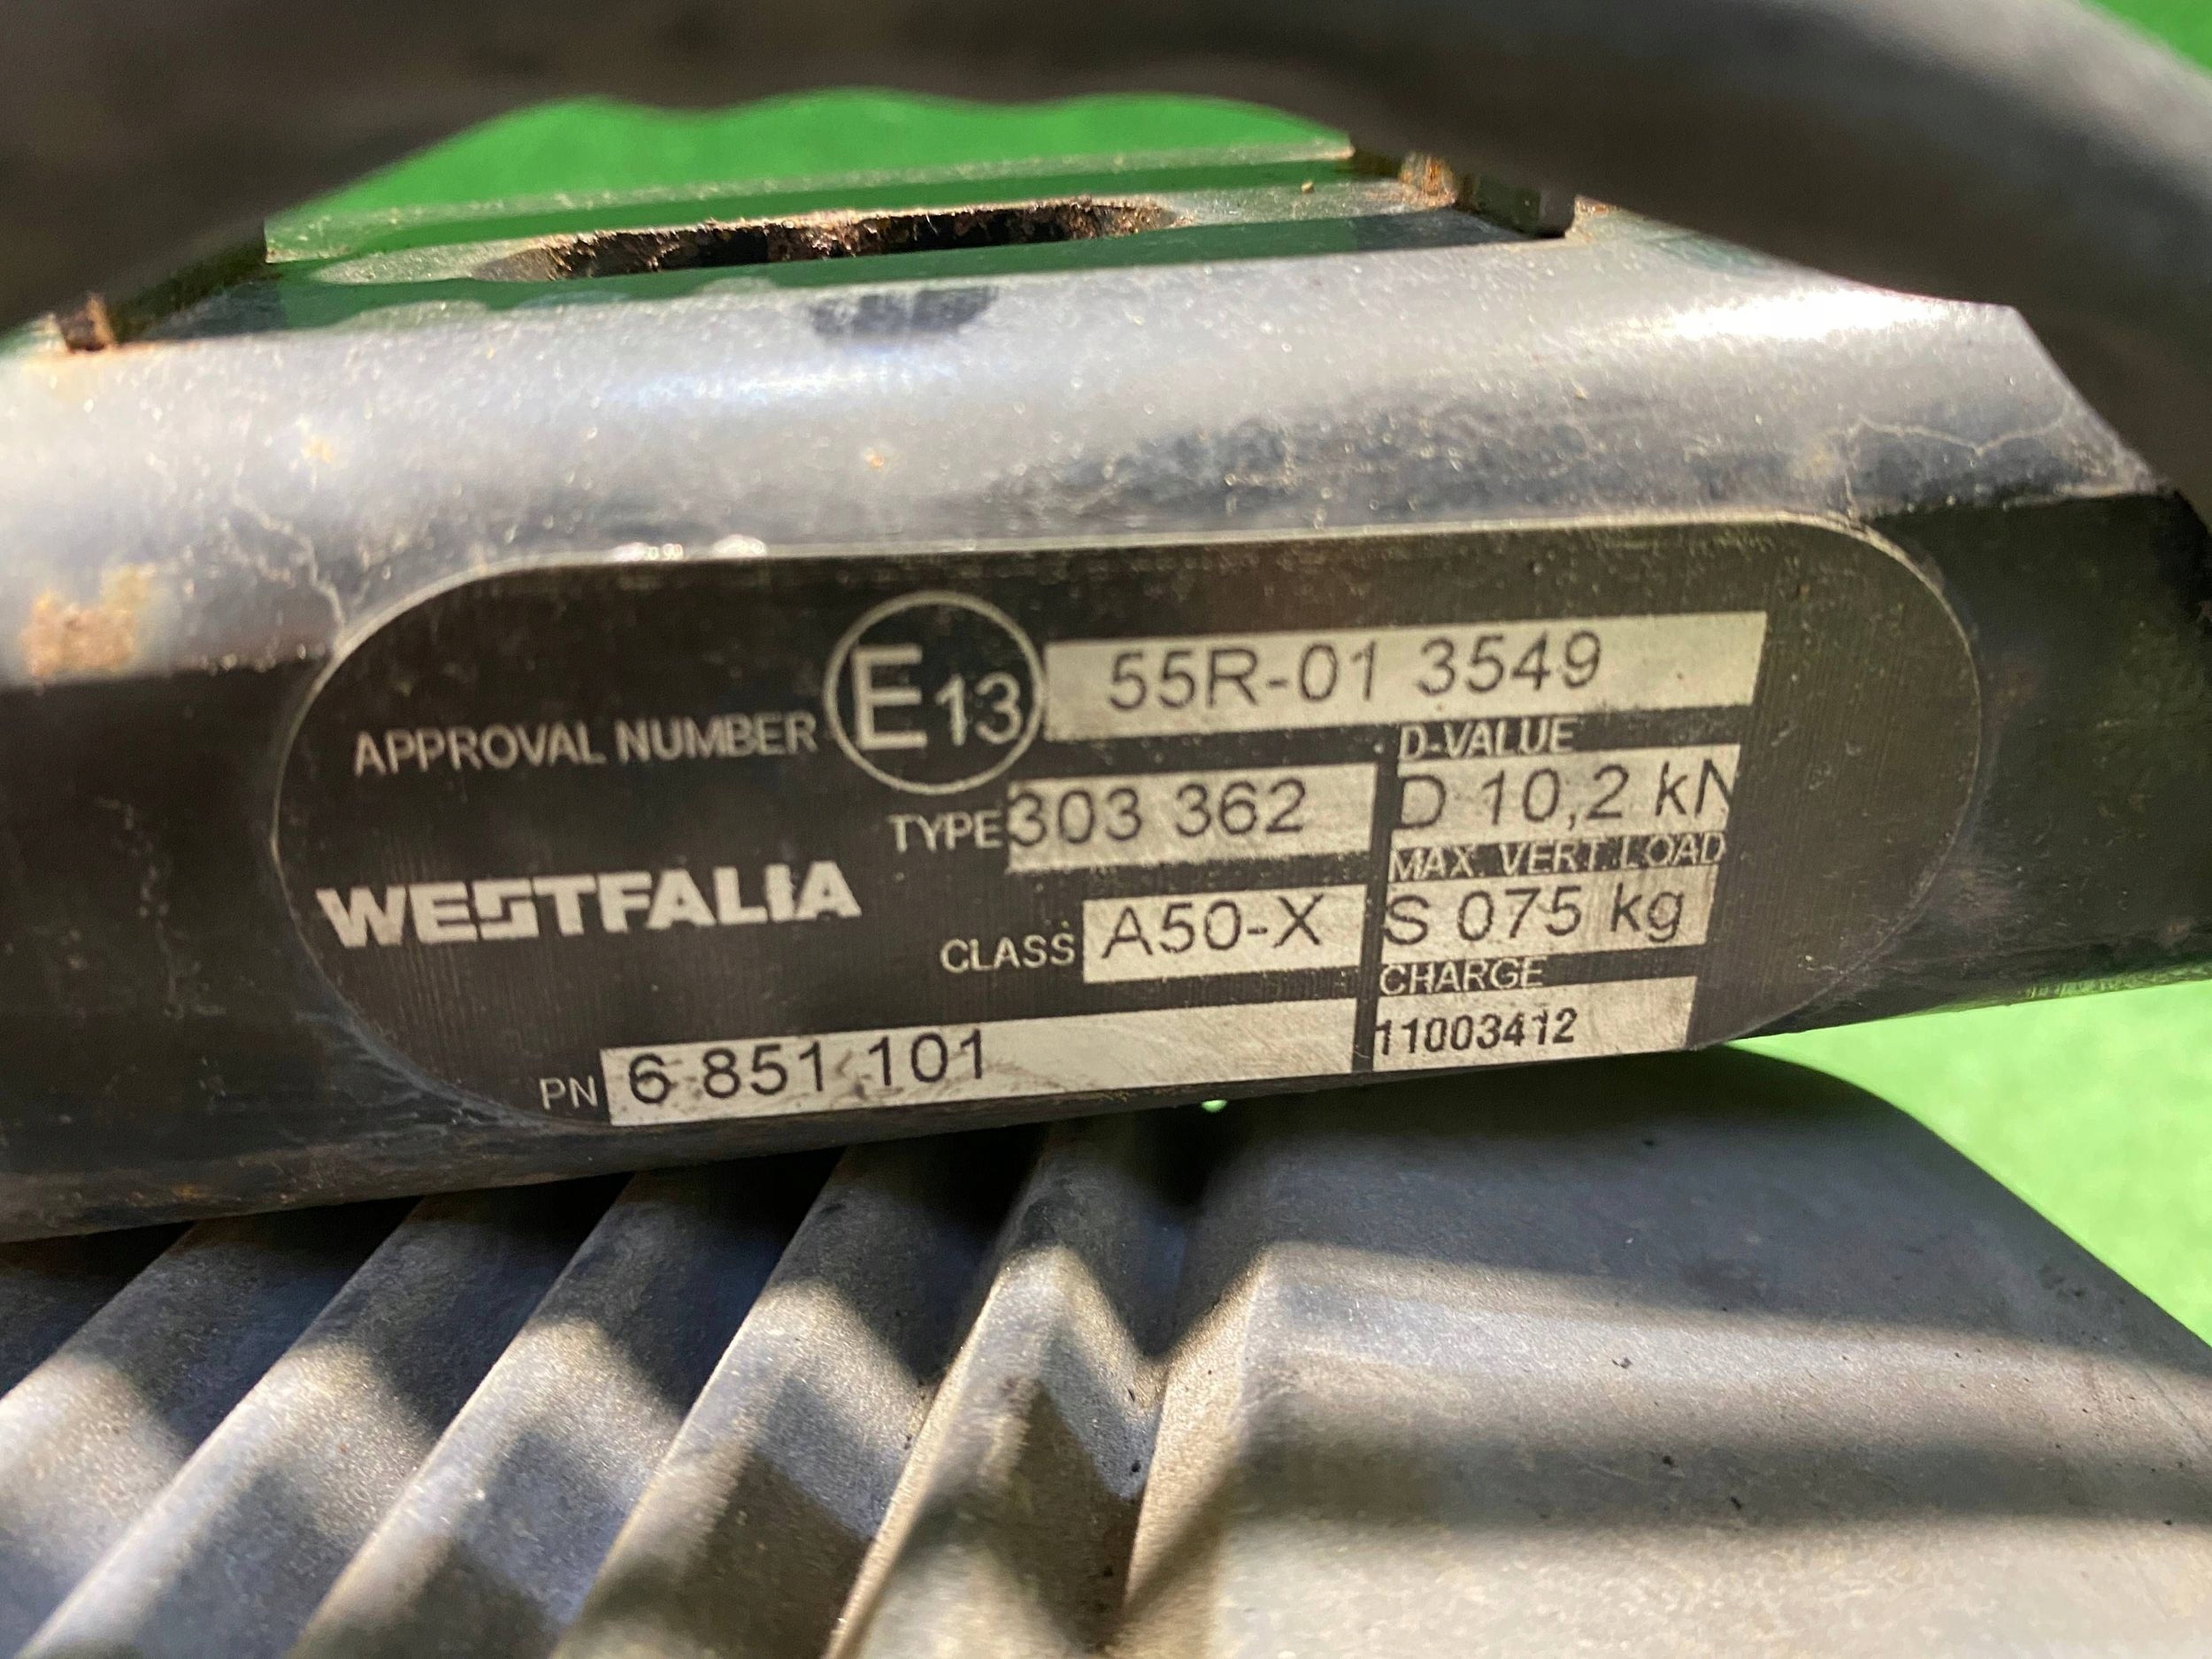 APPROVAL NUMBER E13 55R-01 3549
D-VALUE
TYPE 303 362 D 10,2 kN
MAX. VERT.LOAD
WESTFALIA
CLASS A50-X S 075 kg
CHARGE
PN 6 851 101 11003412